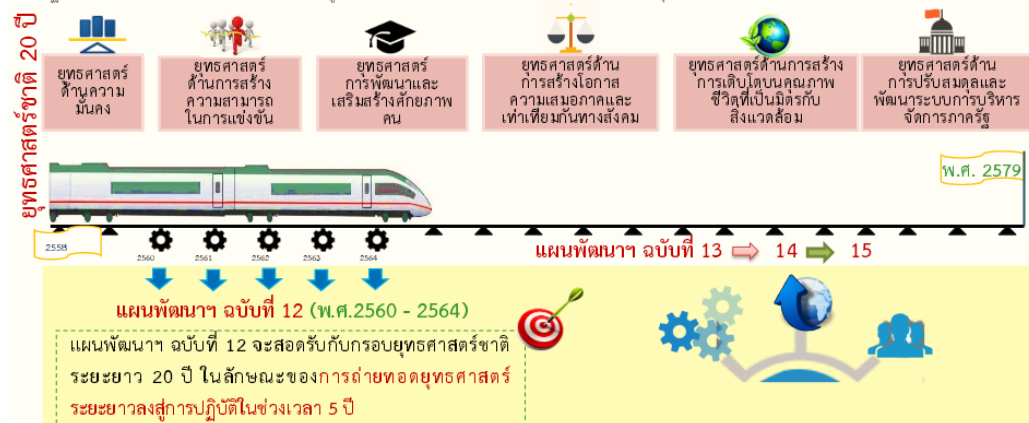 ยุทธศาสตร์ชาติ 20 ปี
ยุทธศาสตร์
ด้านความ
มั่นคง
ยุทธศาสตร์
ด้านการสร้าง
ความสามารถ
ในการแข่งขัน
ยุทธศาสตร์
การพัฒนาและ
เสริมสร้างศักยภาพ
คน
ยุทธศาสตร์ด้าน
การสร้างโอกาส
ความเสมอภาคและ
เท่าเทียมกันทางสังคม
ยุทธศาสตร์ด้านการสร้าง
การเติบโตบนคุณภาพ
ชีวิตที่เป็นมิตรกับ
สิ่งแวดล้อม
ยุทธศาสตร์ด้าน
การปรับสมดุลและ
พัฒนาระบบการบริหาร
จัดการภาครัฐ
พ.ศ. 2579
2558
2560 2561 2562 2563 2564
แผนพัฒนาฯ ฉบับที่ 13 14 15
แผนพัฒนาฯ ฉบับที่ 12 (พ.ศ.2560 - 2564)
แผนพัฒนาฯ ฉบับที่ 12 จะสอดรับกับกรอบยุทธศาสตร์ชาติ
ระยะยาว 20 ปี ในลักษณะของการถ่ายทอดยุทธศาสตร์
ระยะยาวลงสู่การปฏิบัติในช่วงเวลา 5 ปี